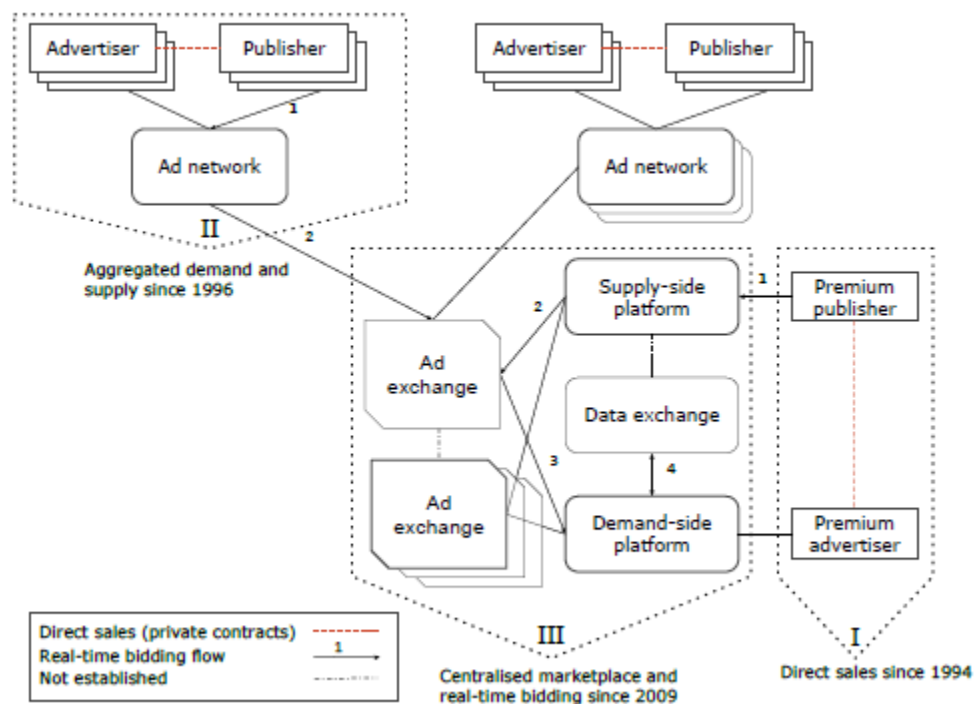 Advertiser
Publisher
Advertiser
Publisher
1
Ad network
Ad network
II
2
Aggregated demand and
supply since 1996
Supply-side
platform
1
Premium
publisher
2
Ad
exchange
Data exchange
3
4
Ad
exchange
Demand-side
platform
Premium
advertiser
Direct sales (private contracts)
Real-time bidding flow
1
Not established
III
I
Centralised marketplace and
real-time bidding since 2009
Direct sales since 1994